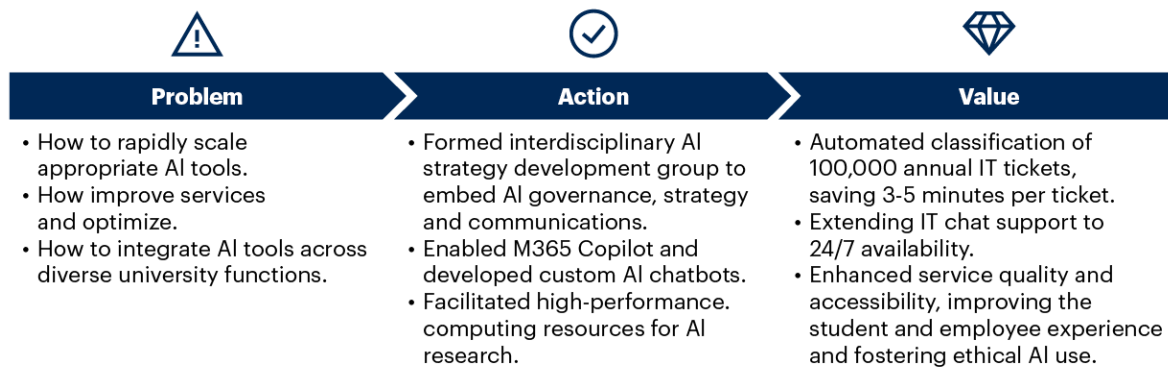 Problem
• How to rapidly scale
appropriate AI tools.
• How improve services
and optimize.
• How to integrate AI tools across
diverse university functions.
Action
• Formed interdisciplinary AI
strategy development group to
embed AI governance, strategy
and communications.
• Enabled M365 Copilot and
developed custom AI chatbots.
• Facilitated high-performance.
computing resources for AI
research.
Value
• Automated classification of
100,000 annual IT tickets,
saving 3-5 minutes per ticket.
• Extending IT chat support to
24/7 availability.
• Enhanced service quality and
accessibility, improving the
student and employee experience
and fostering ethical AI use.